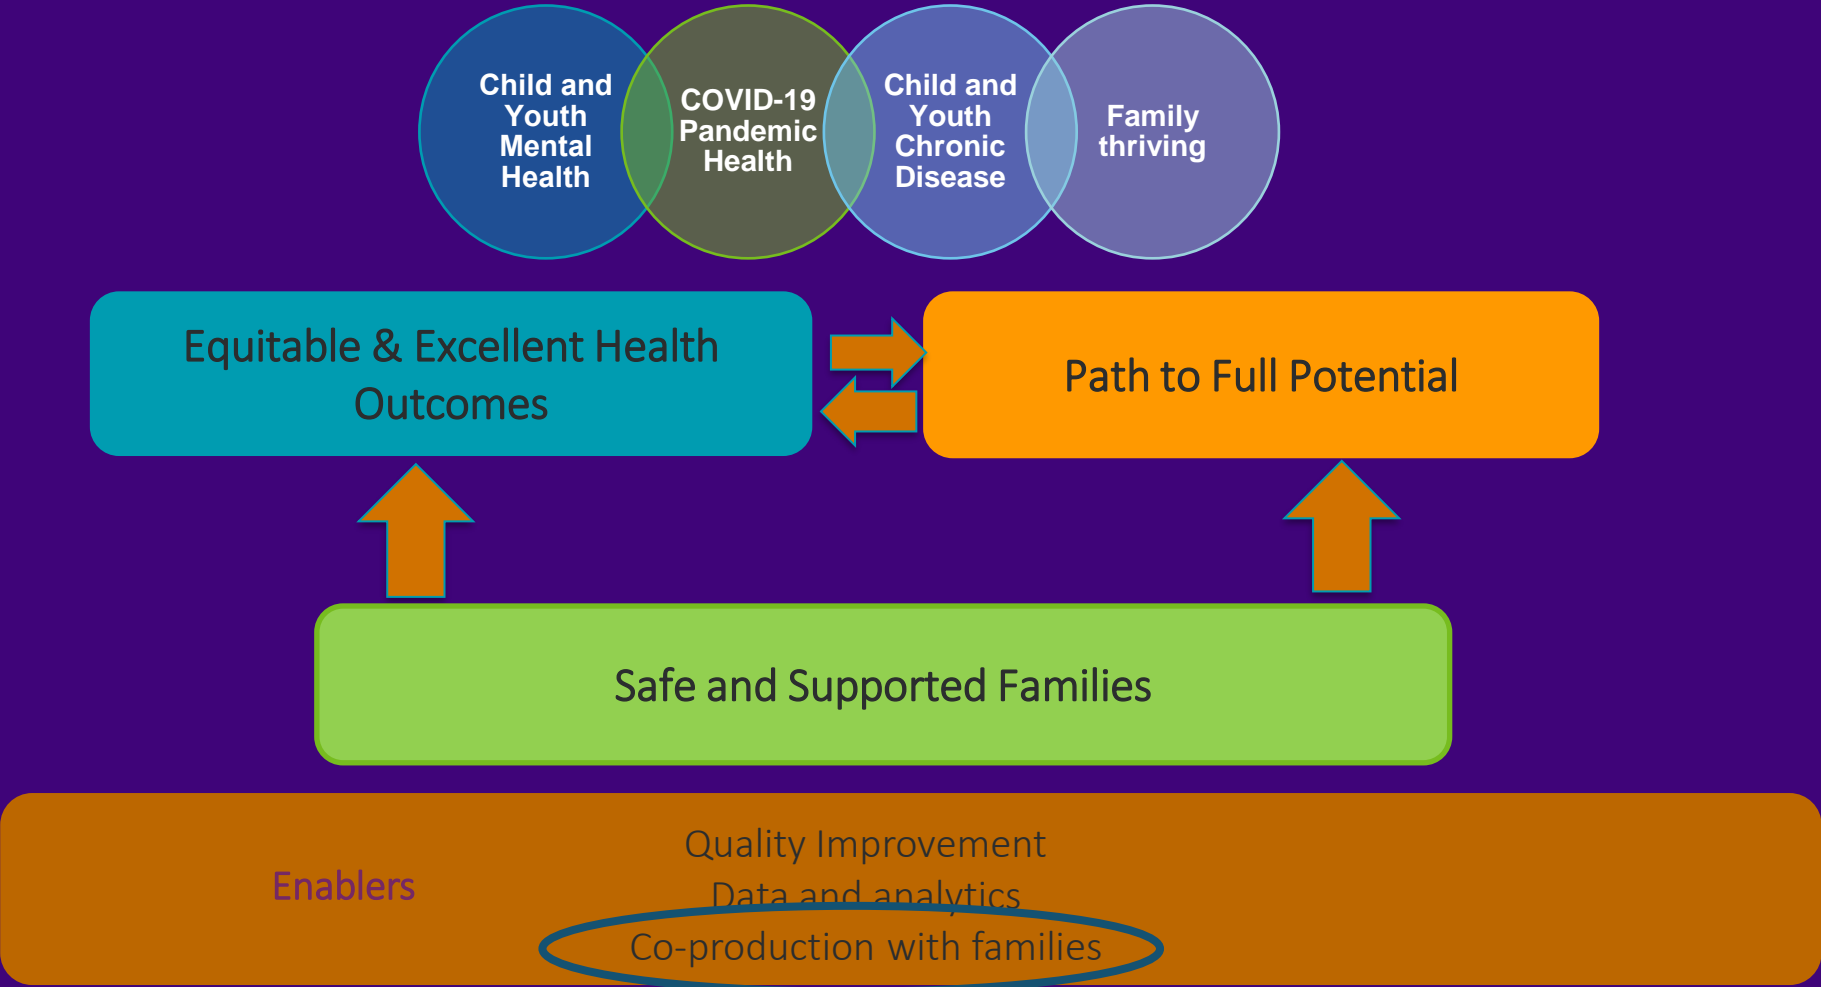 Child and
Youth
Mental
Health
COVID-19
Pandemic
Health
Child and
Youth
Chronic
Disease
Family
thriving
Equitable & Excellent Health
Outcomes
Path to Full Potential
Safe and Supported Families
Enablers
Quality Improvement
Data and analytics
Co-production with families